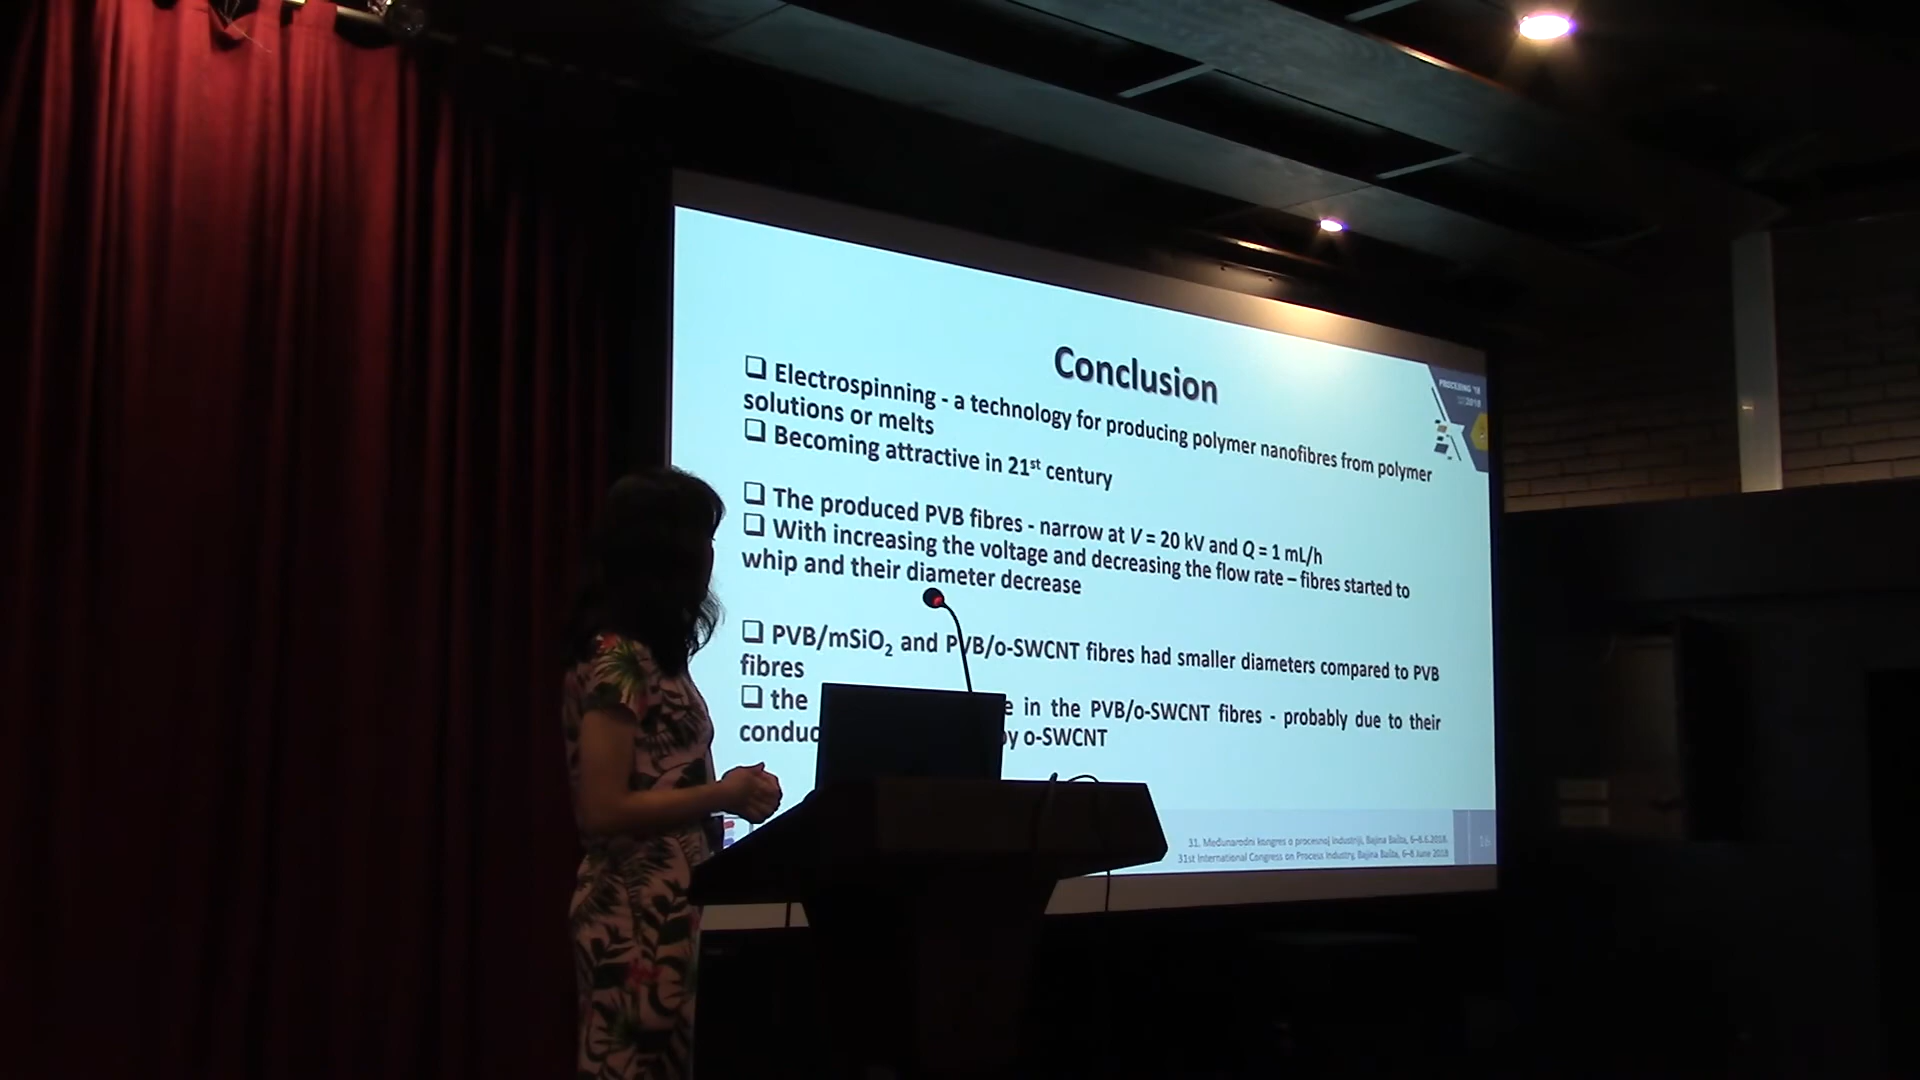 Conclusion
❑ Electrospinning - a technology for producing polymer nanofibres from polymer
solutions or melts
❑ Becoming attractive in 21st century
❑ The produced PVB fibres - narrow at V = 20 kV and Q = 1 mL/h
❑ With increasing the voltage and decreasing the flow rate – fibres started to
whip and their diameter decrease
❑ PVB/mSiO₂ and PVB/o-SWCNT fibres had smaller diameters compared to PVB
fibres
❑ the in the PVB/o-SWCNT fibres - probably due to their
by o-SWCNT
PROCESING '18
31. Međunarodni kongres o procesnoj industriji, Bajina Bašta, 6–8.6.2018.
31st International Congress on Process Industry, Bajina Bašta, 6–8 June 2018
16